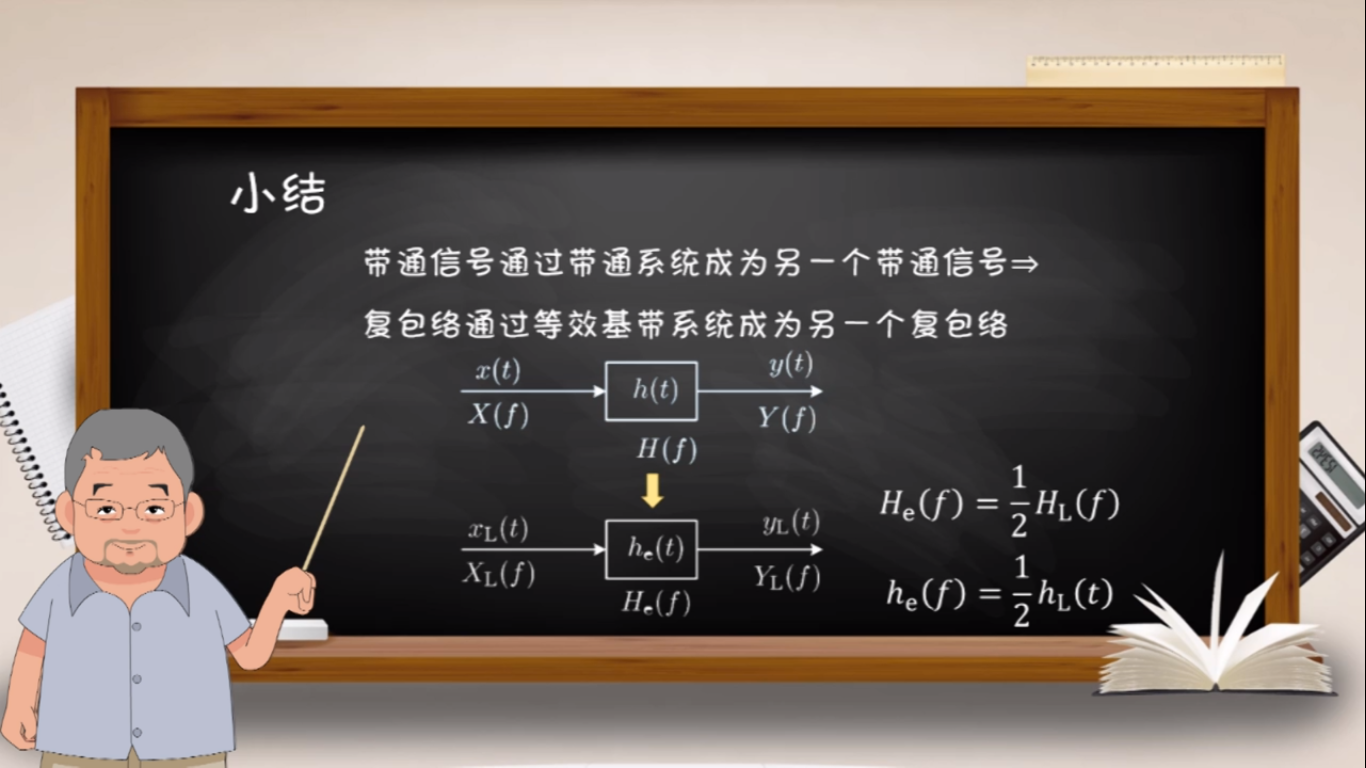 小结
带通信号通过带通系统成为另一个带通信号⇒
复包络通过等效基带系统成为另一个复包络
x(t) h(t) y(t)
X(f) H(f) Y(f)
x_L(t) h_e(t) y_L(t)
X_L(f) H_e(f) Y_L(f)
H_e(f) = 1/2 H_L(f)
h_e(f) = 1/2 h_L(t)